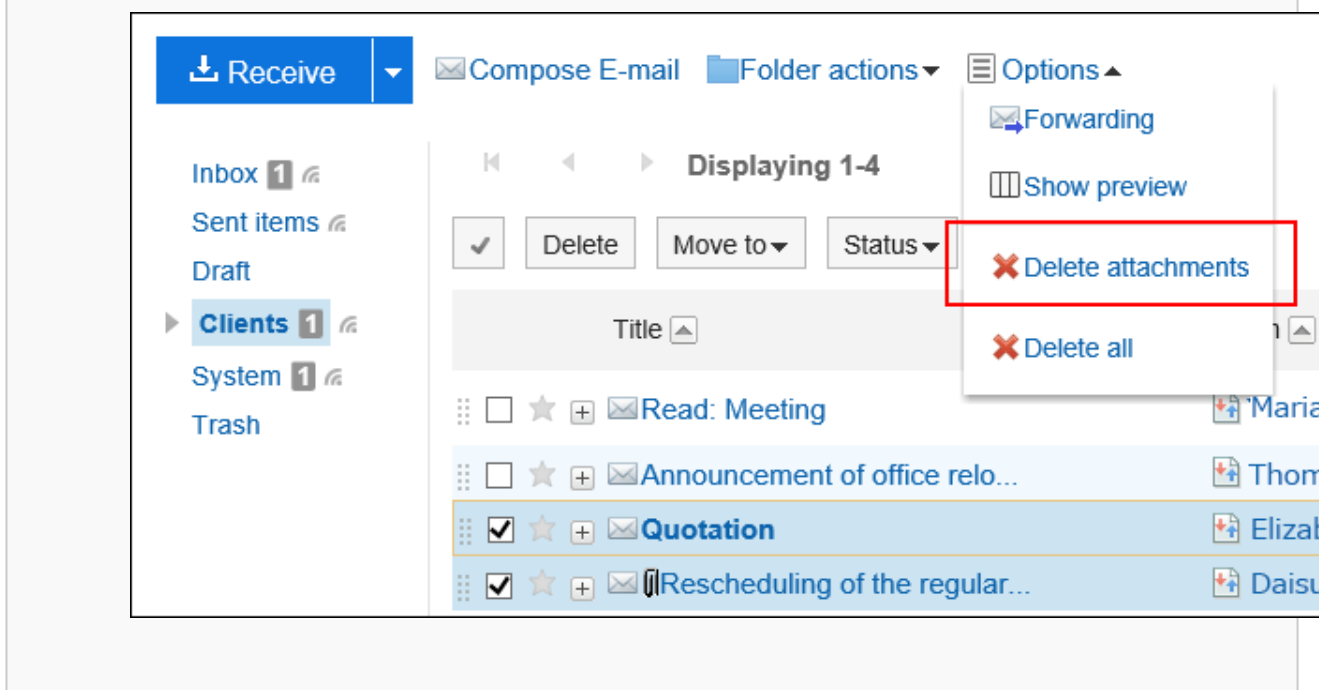 Receive Compose E-mail Folder actions Options
Forwarding
Inbox 1 Displaying 1-4
Show preview
Sent items
Delete Move to Status
Draft Delete attachments
Clients 1 Title
Delete all
System 1
Read: Meeting
Trash
Announcement of office relo...
Quotation
Rescheduling of the regular...